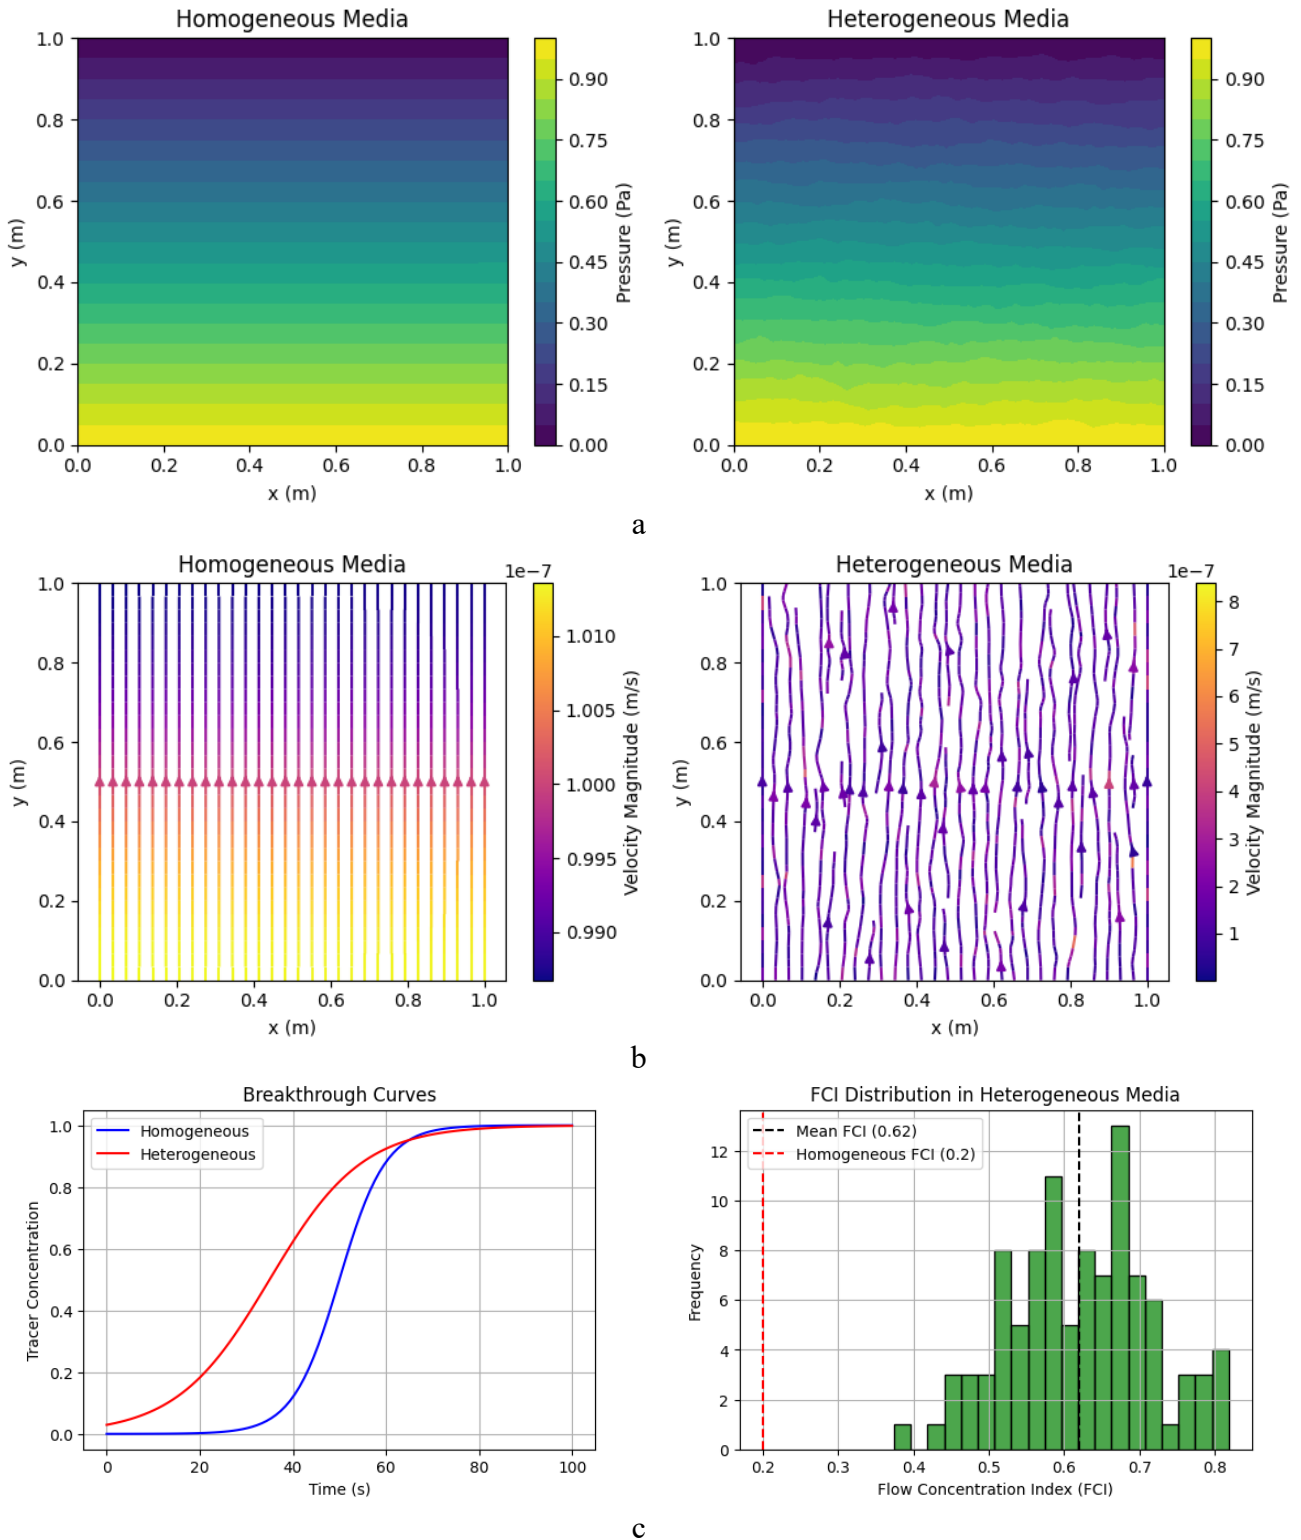 Homogeneous Media
1.0
0.8
0.6
0.4
0.2
0.0
y (m)
0.0 0.2 0.4 0.6 0.8 1.0
x (m)
0.90
0.75
0.60
0.45
0.30
0.15
0.00
Pressure (Pa)
Heterogeneous Media
1.0
0.8
0.6
0.4
0.2
0.0
y (m)
0.0 0.2 0.4 0.6 0.8 1.0
x (m)
0.90
0.75
0.60
0.45
0.30
0.15
0.00
Pressure (Pa)
a
Homogeneous Media
1.0
0.8
0.6
0.4
0.2
0.0
y (m)
0.0 0.2 0.4 0.6 0.8 1.0
x (m)
1e−7
1.010
1.005
1.000
0.995
0.990
Velocity Magnitude (m/s)
Heterogeneous Media
1.0
0.8
0.6
0.4
0.2
0.0
y (m)
0.0 0.2 0.4 0.6 0.8 1.0
x (m)
1e−7
8
7
6
5
4
3
2
1
Velocity Magnitude (m/s)
b
Breakthrough Curves
Homogeneous
Heterogeneous
1.0
0.8
0.6
0.4
0.2
0.0
Tracer Concentration
0 20 40 60 80 100
Time (s)
FCI Distribution in Heterogeneous Media
Mean FCI (0.62)
Homogeneous FCI (0.2)
12
10
8
6
4
2
0
Frequency
0.2 0.3 0.4 0.5 0.6 0.7 0.8
Flow Concentration Index (FCI)
c